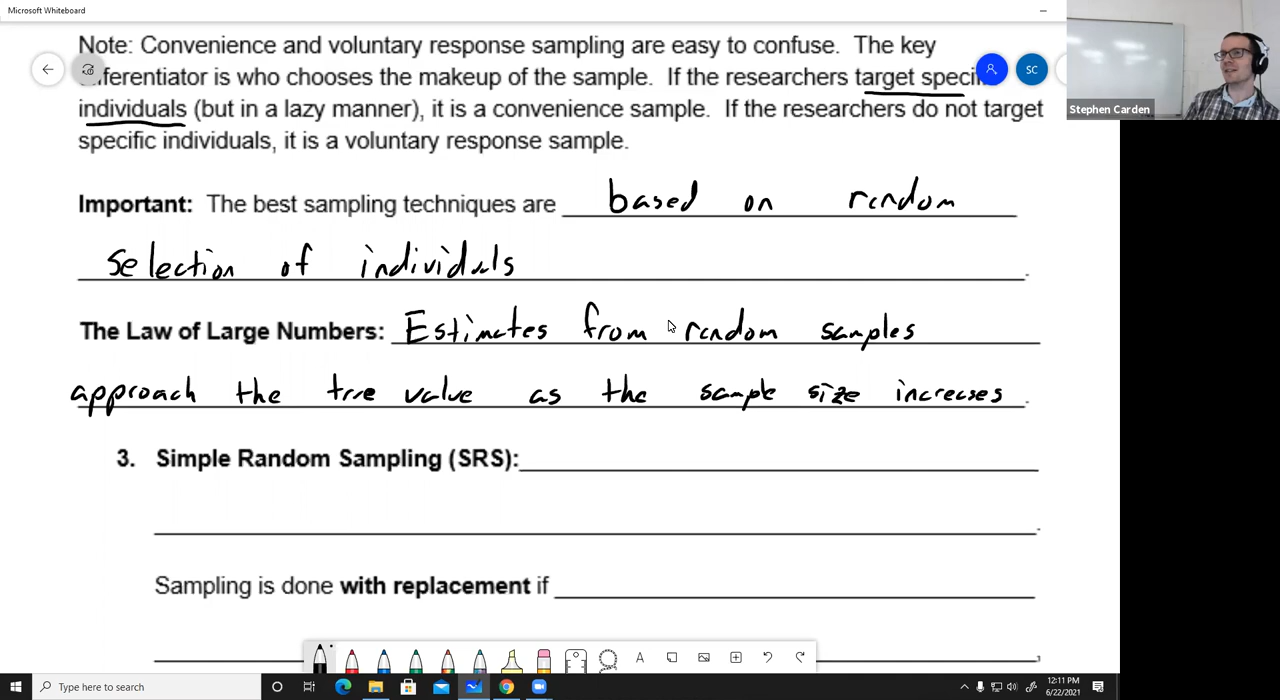 Microsoft Whiteboard
Note: Convenience and voluntary response sampling are easy to confuse. The key
fferentiator is who chooses the makeup of the sample. If the researchers target specif
individuals (but in a lazy manner), it is a convenience sample. If the researchers do not target
specific individuals, it is a voluntary response sample.
SC
Stephen Carden
Important: The best sampling techniques are based on random
selection of individuals.
The Law of Large Numbers: Estimates from random samples
approach the true value as the sample size increases.
3. Simple Random Sampling (SRS):
Sampling is done with replacement if
A
Type here to search
12:11 PM
6/22/2021